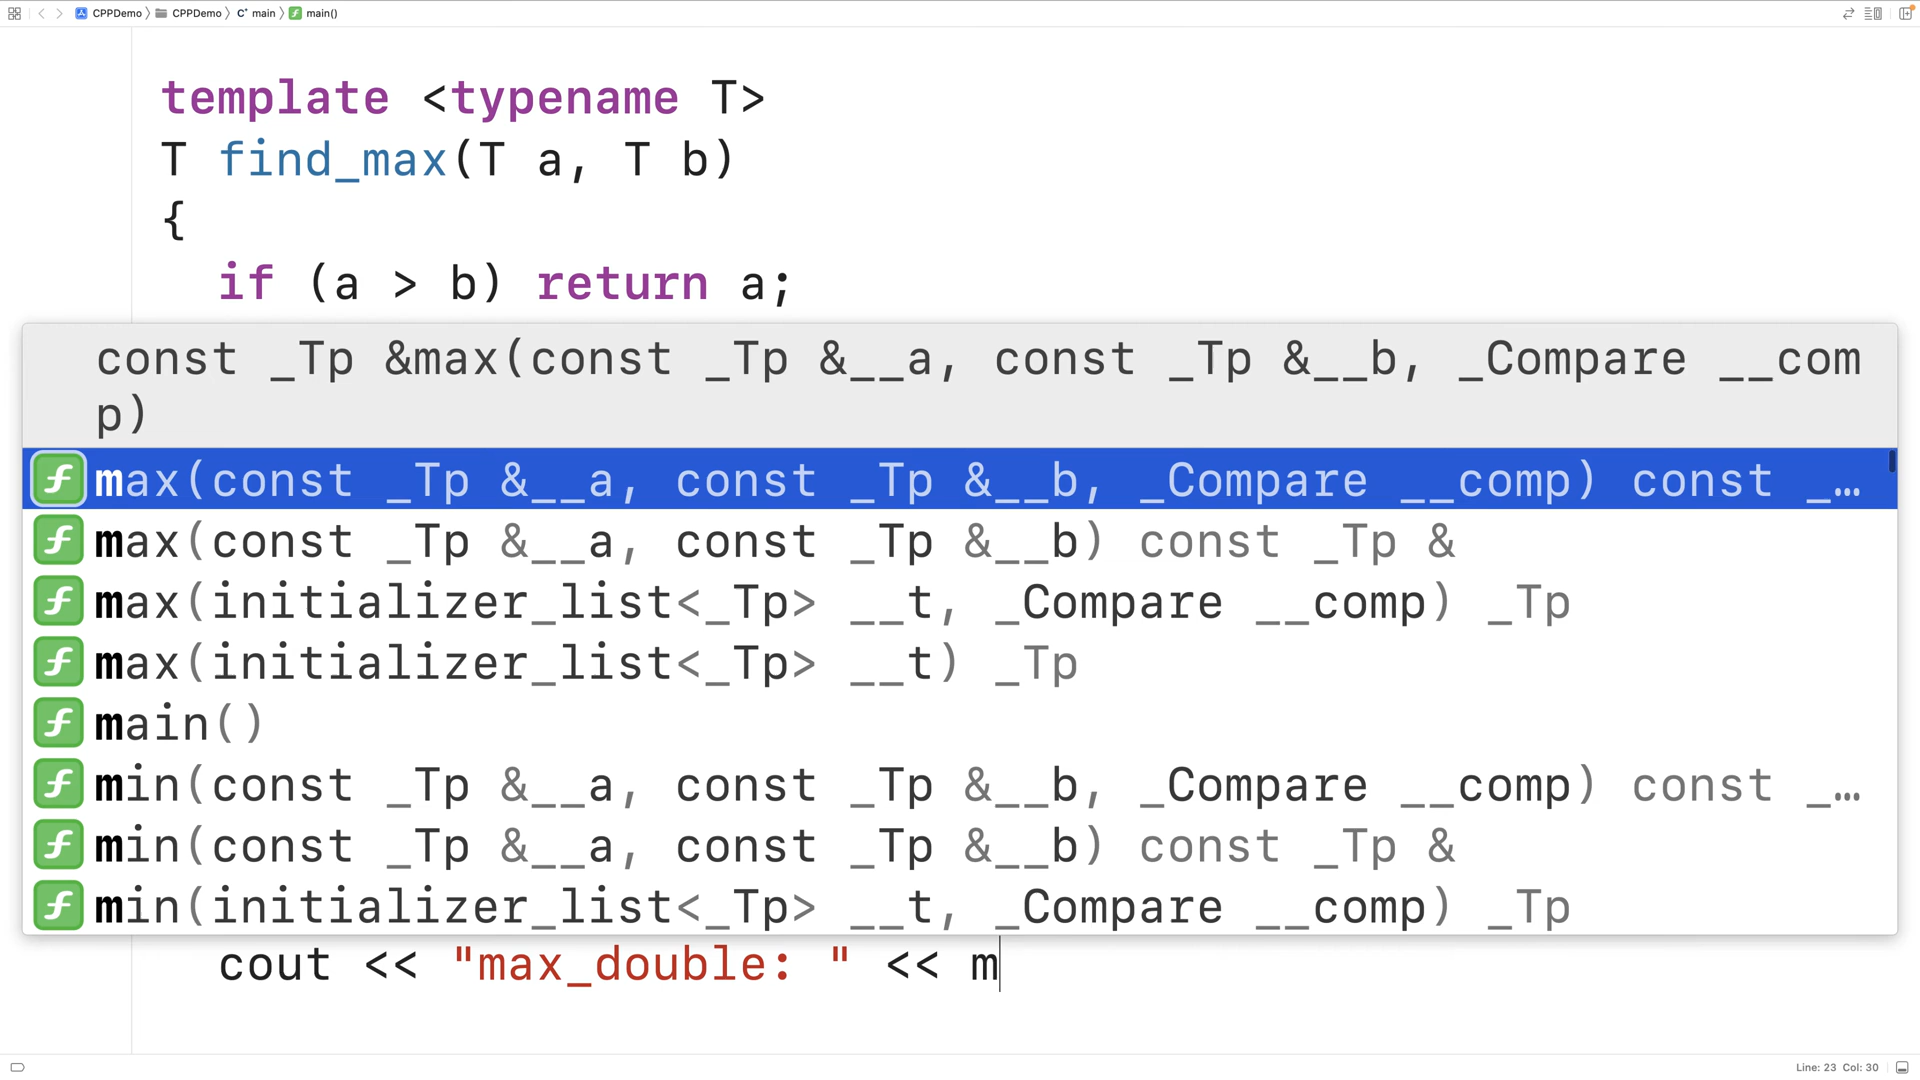 CPPDemo CPPDemo main main()
template <typename T>
T find_max(T a, T b)
{
if (a > b) return a;
const _Tp &max(const _Tp &__a, const _Tp &__b, _Compare __com
p)
max(const _Tp &__a, const _Tp &__b, _Compare __comp) const _…
max(const _Tp &__a, const _Tp &__b) const _Tp &
max(initializer_list<_Tp> __t, _Compare __comp) _Tp
max(initializer_list<_Tp> __t) _Tp
main()
min(const _Tp &__a, const _Tp &__b, _Compare __comp) const _…
min(const _Tp &__a, const _Tp &__b) const _Tp &
min(initializer_list<_Tp> __t, _Compare __comp) _Tp
cout << "max_double: " << m
Line: 23 Col: 30